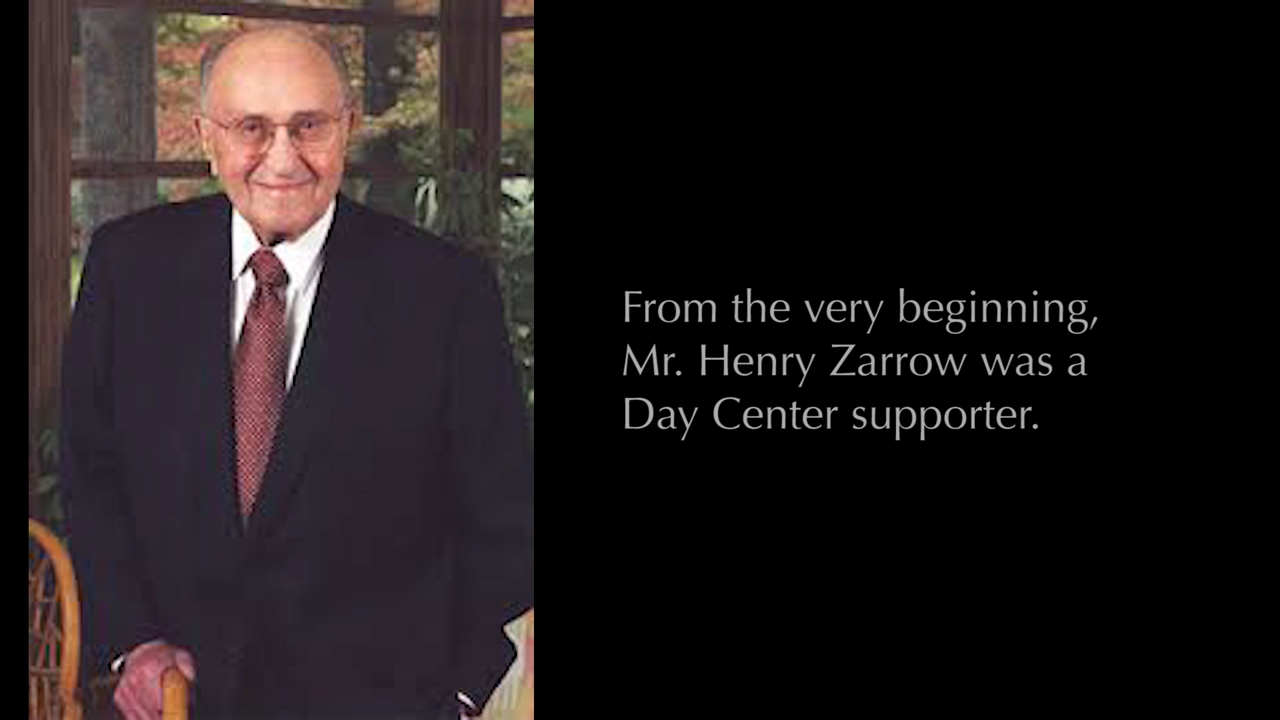 From the very beginning,
Mr. Henry Zarrow was a
Day Center supporter.